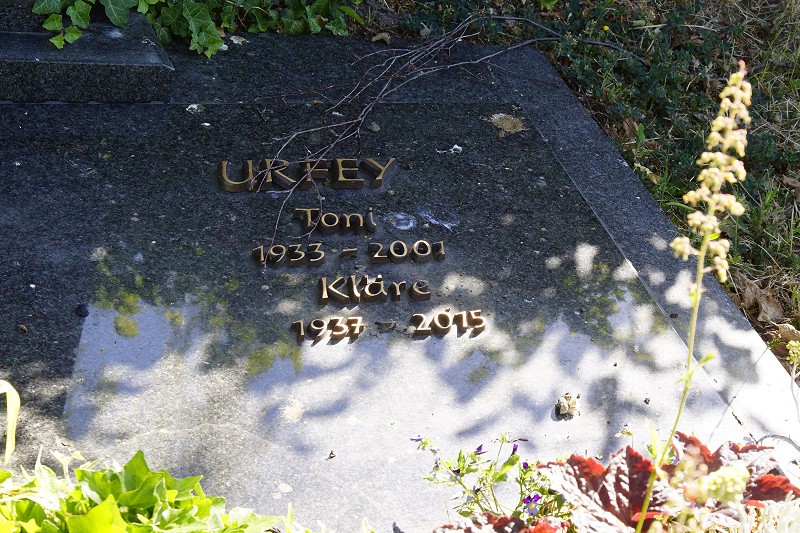 URFEY
Toni
1933 - 2001
Kläre
1937 - 2015